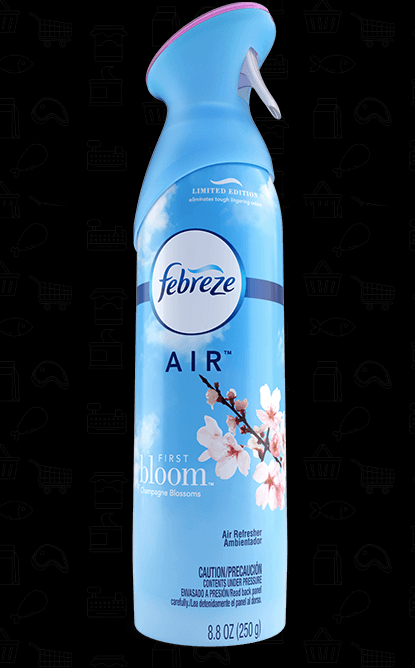 LIMITED EDITION
eliminates tough lingering odors
febreze
AIR™
FIRST
bloom™
Champagne Blossoms
Air Refresher
Ambientador
CAUTION/PRECAUCIÓN
CONTENTS UNDER PRESSURE
ENVASADO A PRESIÓN/Read back panel
carefully./Lea detenidamente el panel al dorso.
8.8 OZ (250 g)